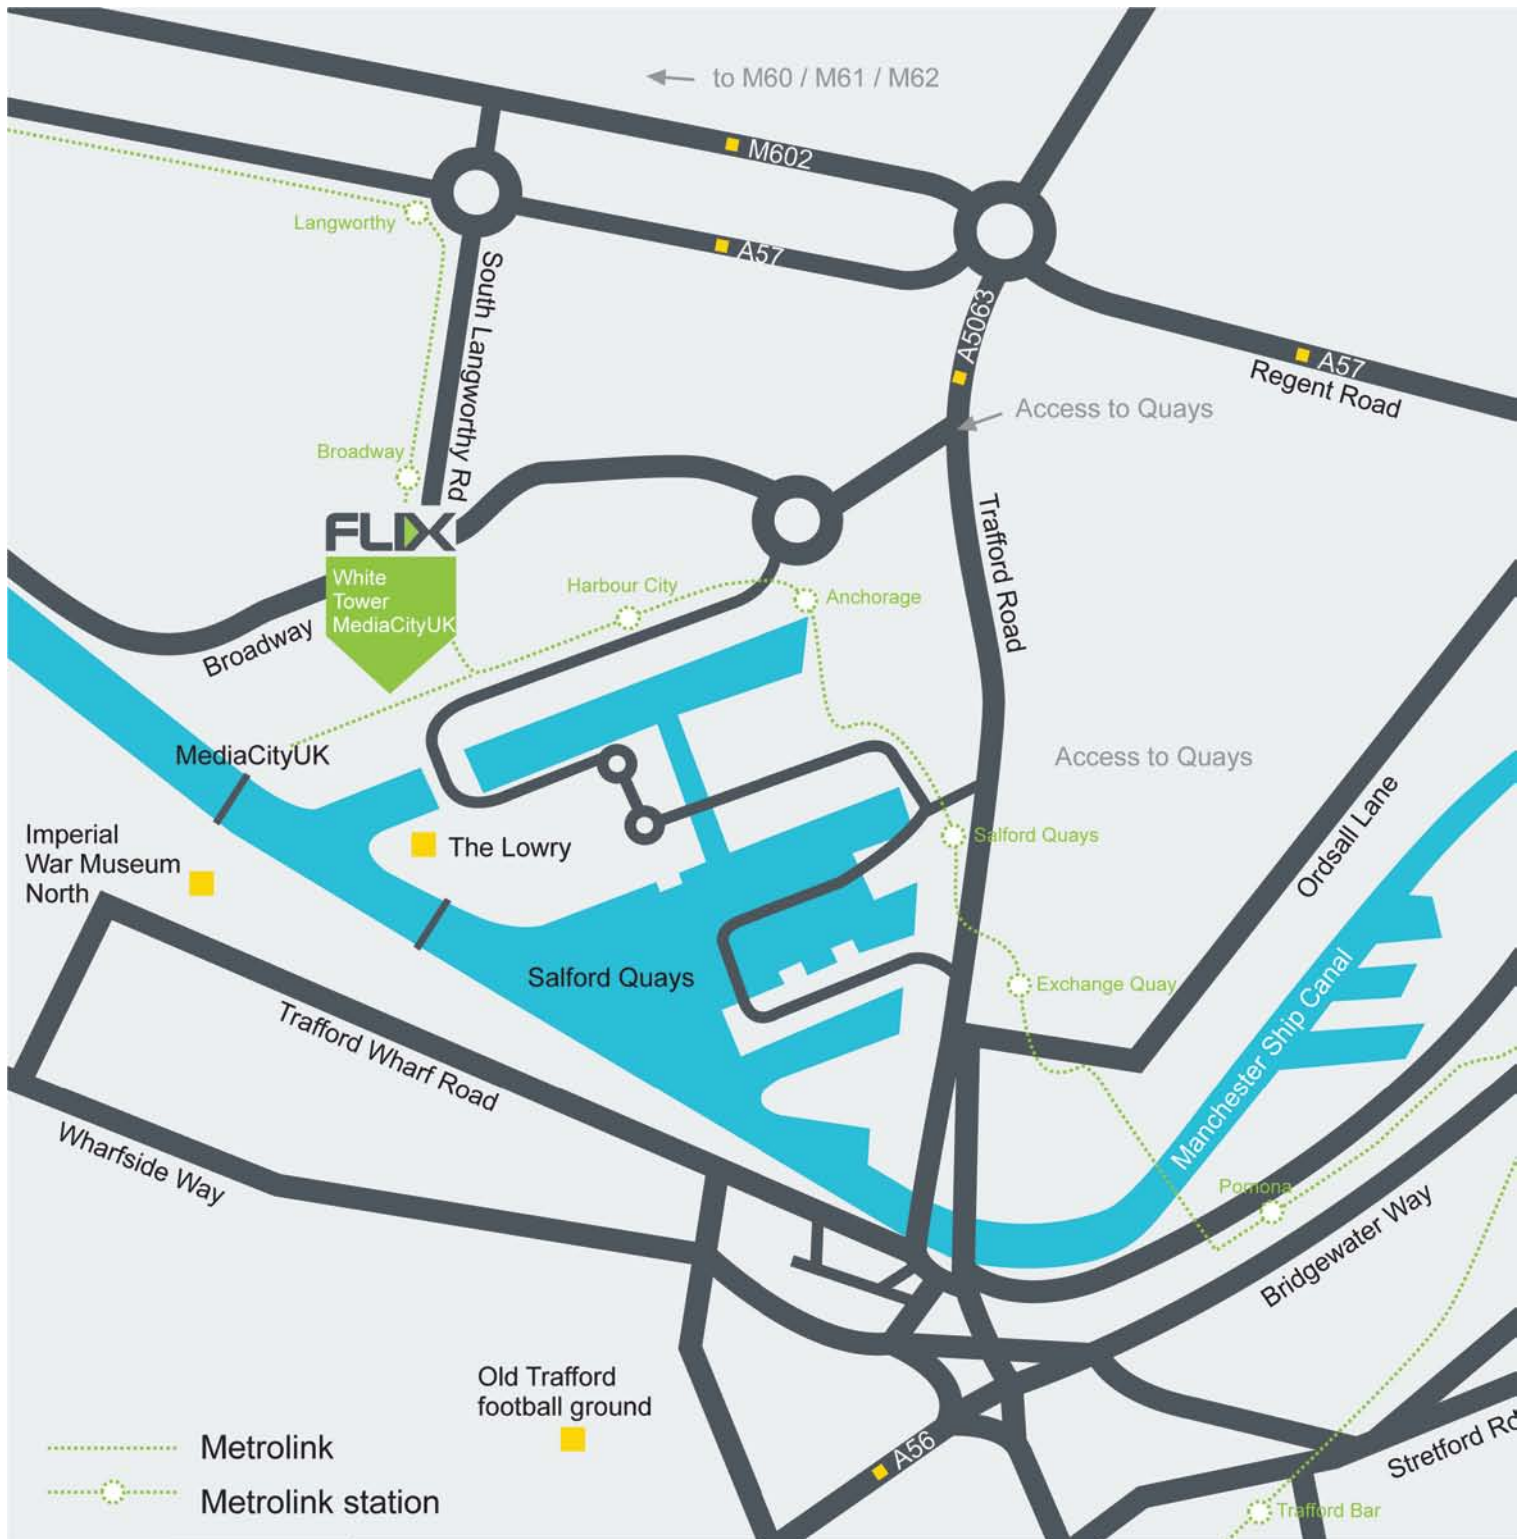 to M60 / M61 / M62
M602
Langworthy
A57
South Langworthy Rd
A5063
A57
Regent Road
Access to Quays
Broadway
FLIX
White
Tower
MediaCityUK
Trafford Road
Harbour City
Anchorage
Broadway
MediaCityUK
Access to Quays
Imperial
War Museum
North
The Lowry
Salford Quays
Ordsall Lane
Salford Quays
Exchange Quay
Manchester Ship Canal
Trafford Wharf Road
Wharfside Way
Pomona
Bridgewater Way
Old Trafford
football ground
A56
Stretford Rd
Metrolink
Metrolink station
Trafford Bar